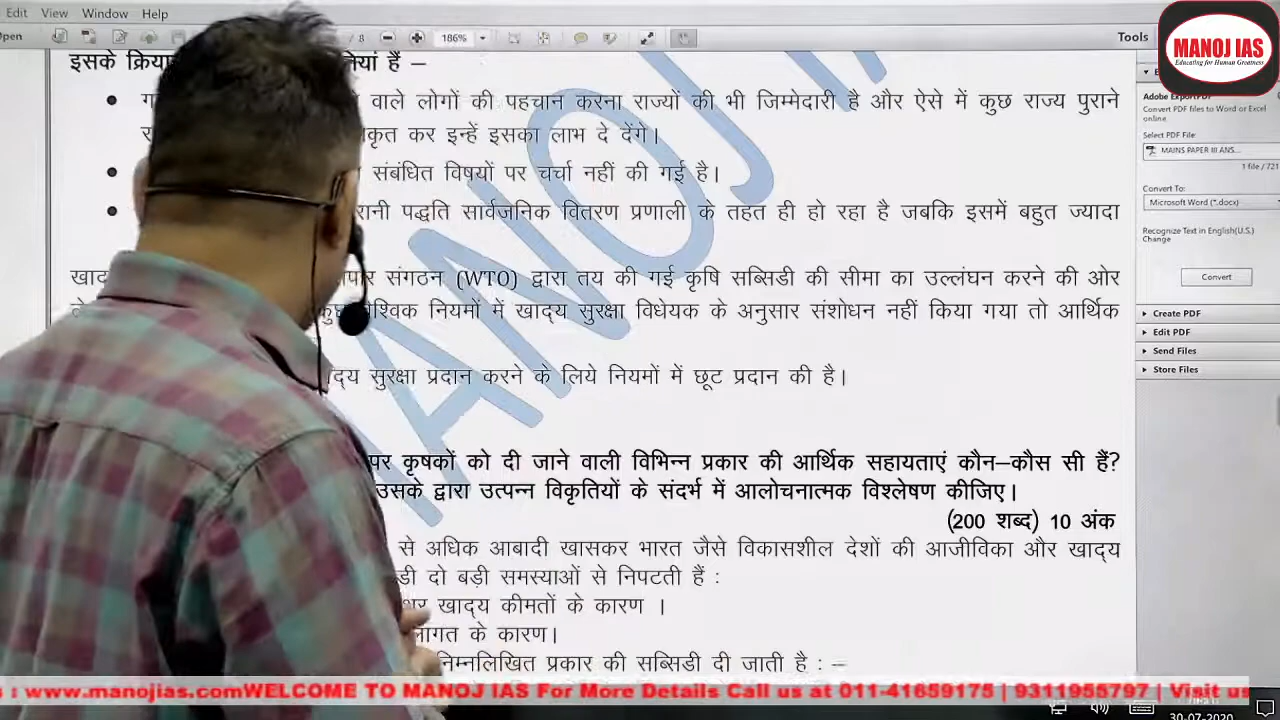 Edit View Window Help
/ 8 186% Tools
MANOJ IAS
Educating for Human Greatness
इसके क्रिया हैं –
वाले लोगों की पहचान करना राज्यों की भी जिम्मेदारी है और ऐसे में कुछ राज्य पुराने
कृत कर इन्हें इसका लाभ दे देंगे।
संबंधित विषयों पर चर्चा नहीं की गई है।
पद्धति सार्वजनिक वितरण प्रणाली के तहत ही हो रहा है जबकि इसमें बहुत ज्यादा
संगठन (WTO) द्वारा तय की गई कृषि सब्सिडी की सीमा का उल्लंघन करने की ओर
वैश्विक नियमों में खाद्य सुरक्षा विधेयक के अनुसार संशोधन नहीं किया गया तो आर्थिक
सुरक्षा प्रदान करने के लिये नियमों में छूट प्रदान की है।
पर कृषकों को दी जाने वाली विभिन्न प्रकार की आर्थिक सहायताएं कौन–कौस सी हैं?
उसके द्वारा उत्पन्न विकृतियों के संदर्भ में आलोचनात्मक विश्लेषण कीजिए।
(200 शब्द) 10 अंक
से अधिक आबादी खासकर भारत जैसे विकासशील देशों की आजीविका और खाद्य
दो बड़ी समस्याओं से निपटती हैं :
खाद्य कीमतों के कारण ।
लागत के कारण।
निम्नलिखित प्रकार की सब्सिडी दी जाती है : –
Adobe ExportPDF
Convert PDF files to Word or Excel
online
Select PDF File:
MAINS PAPER III ANS...
1 file / 721
Convert To:
Microsoft Word (*.docx)
Recognize Text in English(U.S.)
Change
Convert
Create PDF
Edit PDF
Send Files
Store Files
: www.manojias.comWELCOME TO MANOJ IAS For More Details Call us at 011-41659175 | 9311955797 | Visit us
30-07-2020